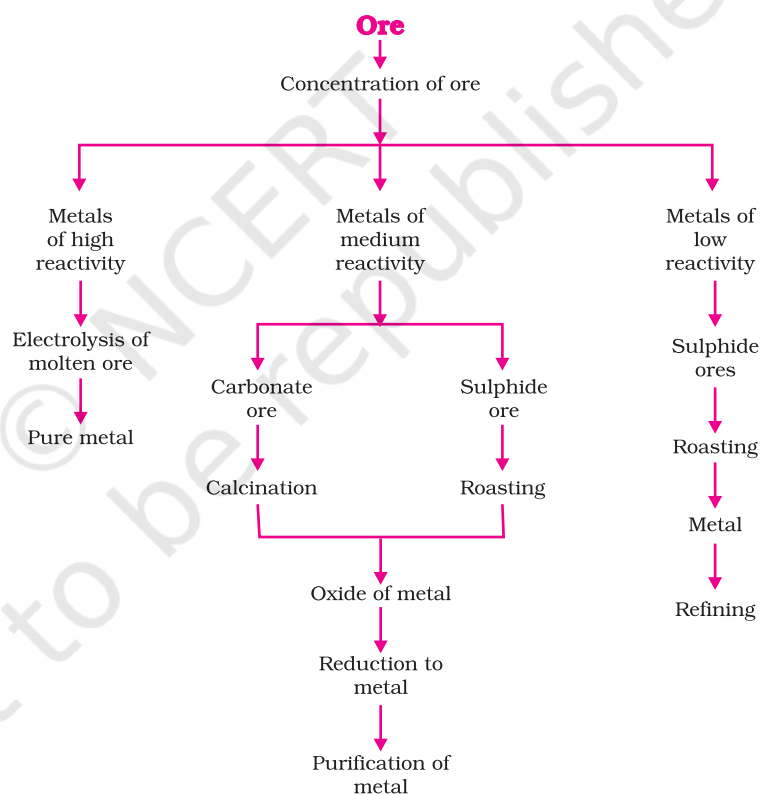 Ore
Concentration of ore
Metals
of high
reactivity
Metals of
medium
reactivity
Metals of
low
reactivity
Electrolysis of
molten ore
Pure metal
Carbonate
ore
Sulphide
ore
Calcination
Roasting
Oxide of metal
Reduction to
metal
Purification of
metal
Sulphide
ores
Roasting
Metal
Refining
© NCERT
t to be republishe